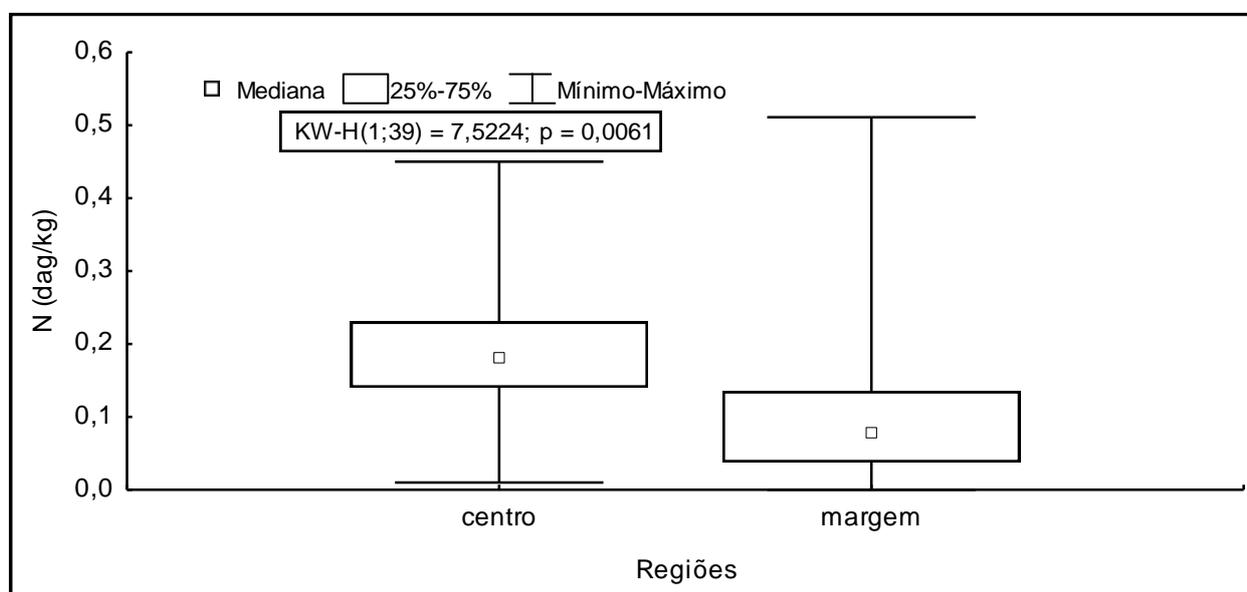 0,6
Mediana 25%-75% Mínimo-Máximo
0,5
KW-H(1;39) = 7,5224; p = 0,0061
0,4
0,3
0,2
0,1
0,0
N (dag/kg)
centro margem
Regiões